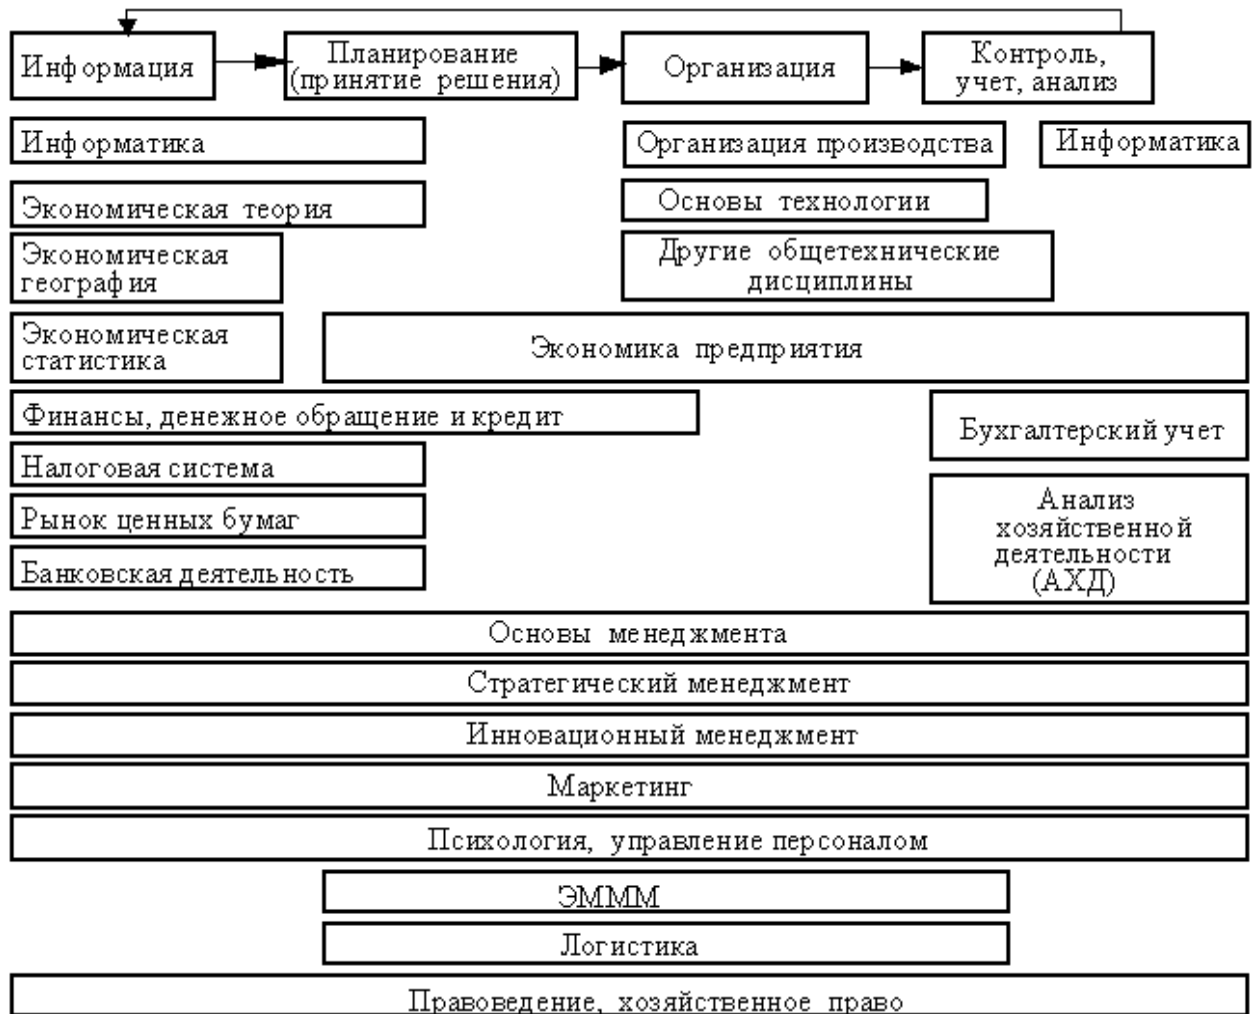 Информация
Планирование
(принятие решения)
Организация
Контроль,
учет, анализ
Информатика
Организация производства
Информатика
Экономическая теория
Основы технологии
Экономическая
география
Другие общетехнические
дисциплины
Экономическая
статистика
Экономика предприятия
Финансы, денежное обращение и кредит
Бухгалтерский учет
Налоговая система
Рынок ценных бумаг
Анализ
хозяйственной
деятельности
(АХД)
Банковская деятельность
Основы менеджмента
Стратегический менеджмент
Инновационный менеджмент
Маркетинг
Психология, управление персоналом
ЭМММ
Логистика
Правоведение, хозяйственное право